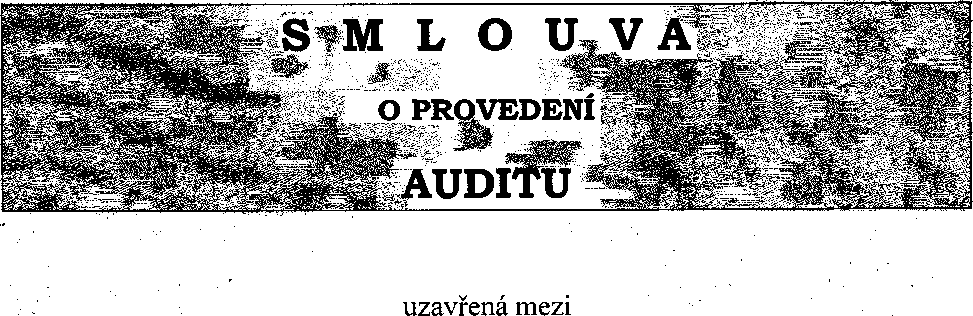 S M L O U V A
O PROVEDENÍ
AUDITU
uzavřená mezi